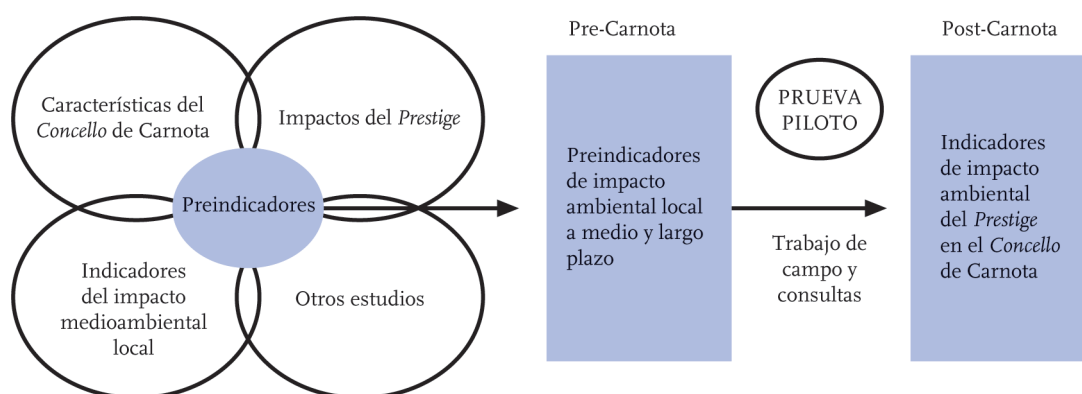 Característícas del
Concello de Carnota
Impactos del Prestige
Preindicadores
Indicadores
del impacto
medioambiental
local
Otros estudios
Pre-Carnota
Preindicadores
de impacto
ambiental local
a medio y largo
plazo
PRUEVA
PILOTO
Trabajo de
campo y
consultas
Post-Carnota
Indicadores
de impacto
ambiental
del Prestige
en el Concello
de Carnota